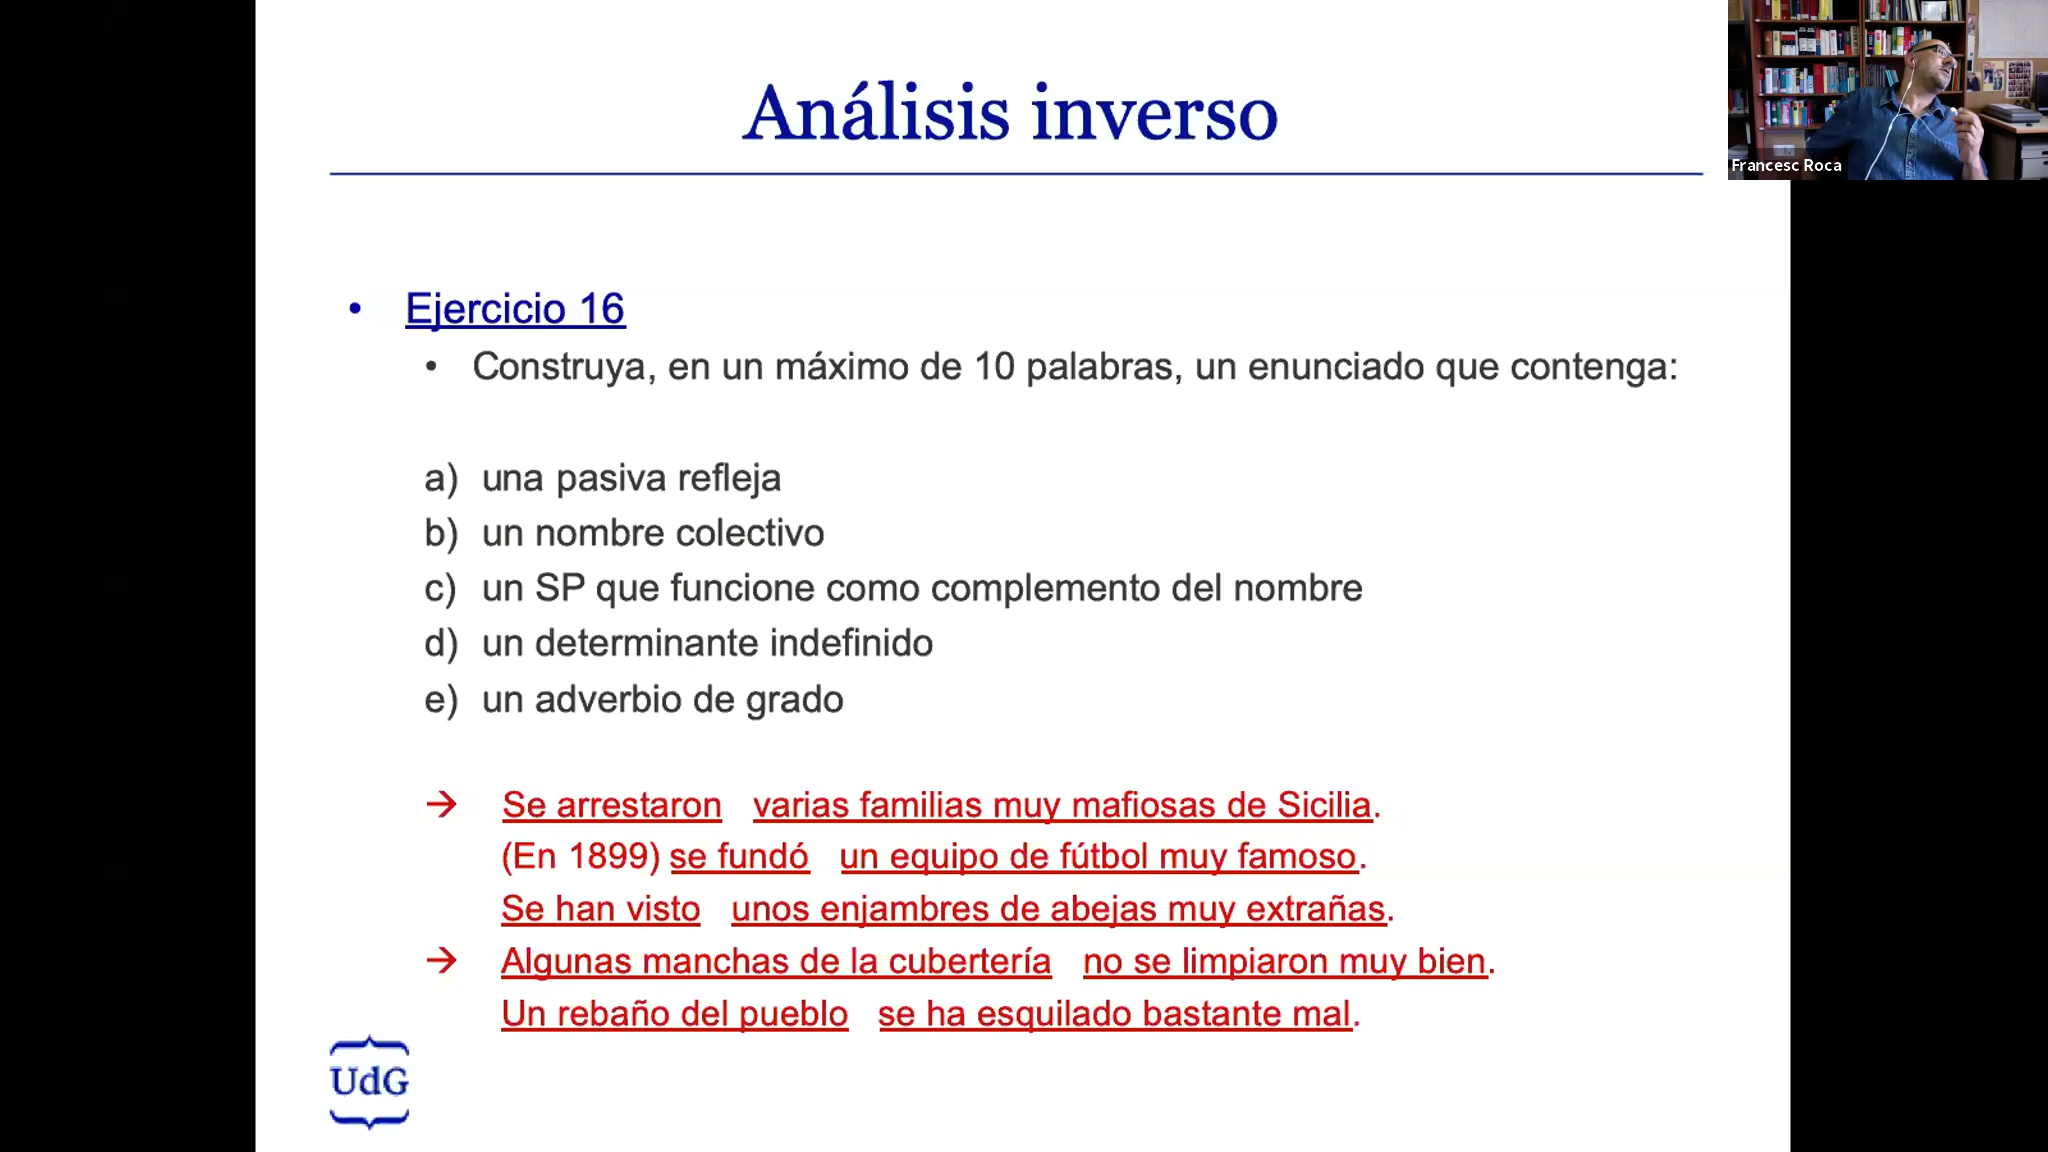 Análisis inverso
Francesc Roca
• Ejercicio 16
• Construya, en un máximo de 10 palabras, un enunciado que contenga:
a) una pasiva refleja
b) un nombre colectivo
c) un SP que funcione como complemento del nombre
d) un determinante indefinido
e) un adverbio de grado
→ Se arrestaron varias familias muy mafiosas de Sicilia.
(En 1899) se fundó un equipo de fútbol muy famoso.
Se han visto unos enjambres de abejas muy extrañas.
→ Algunas manchas de la cubertería no se limpiaron muy bien.
Un rebaño del pueblo se ha esquilado bastante mal.
UdG